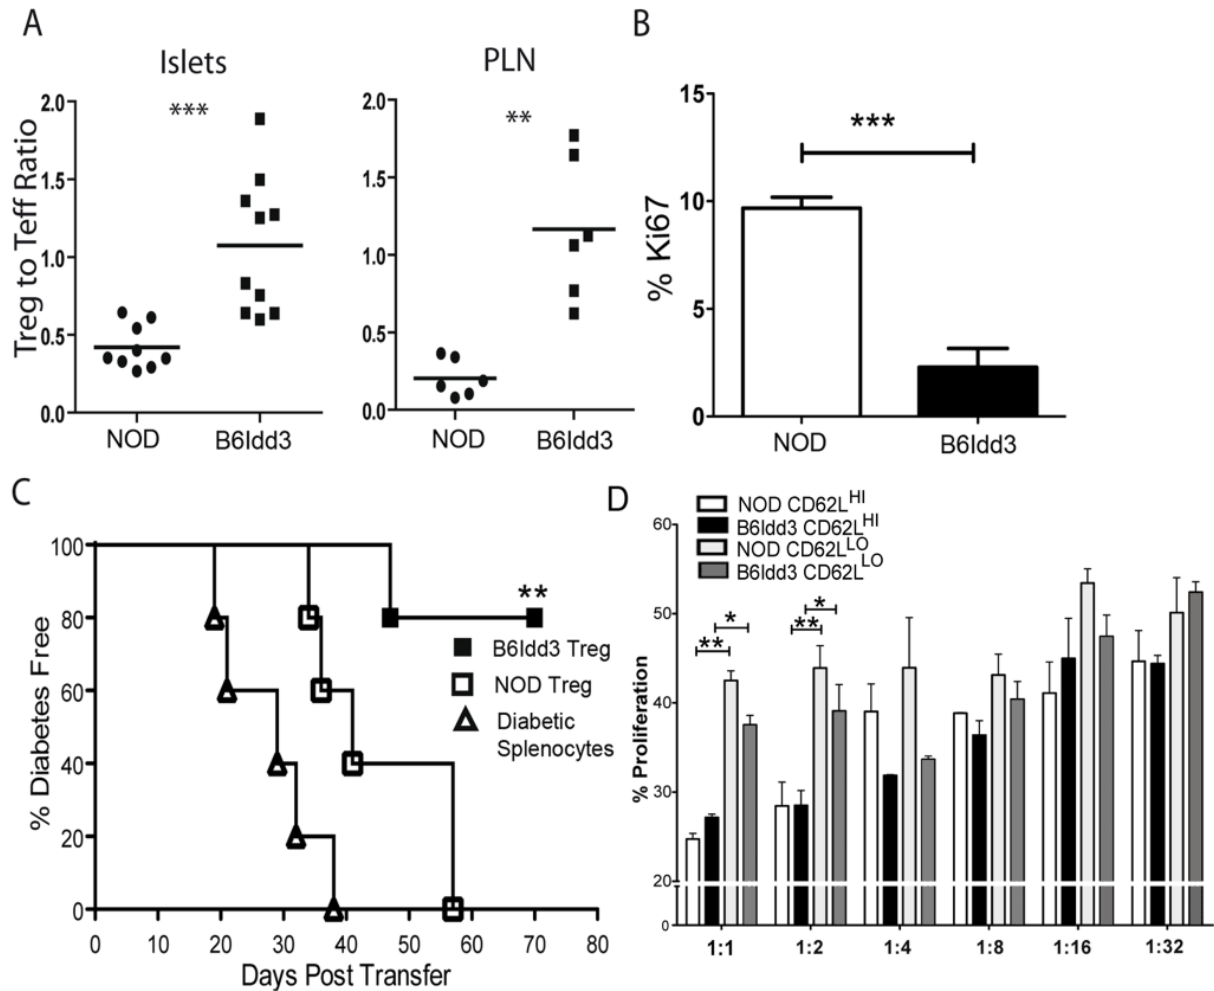 A
Islets
PLN
***
**
Treg to Teff Ratio
2.0
1.5
1.0
0.5
0.0
NOD
B6Idd3
2.0
1.5
1.0
0.5
0.0
NOD
B6Idd3
B
***
% Ki67
15
10
5
0
NOD
B6Idd3
C
% Diabetes Free
100
80
60
40
20
0
**
B6Idd3 Treg
NOD Treg
Diabetic
Splenocytes
0 10 20 30 40 50 60 70 80
Days Post Transfer
D
NOD CD62L^HI
B6Idd3 CD62L^HI
NOD CD62L^LO
B6Idd3 CD62L^LO
% Proliferation
60
50
40
30
20
0
**
*
**
*
1:1 1:2 1:4 1:8 1:16 1:32